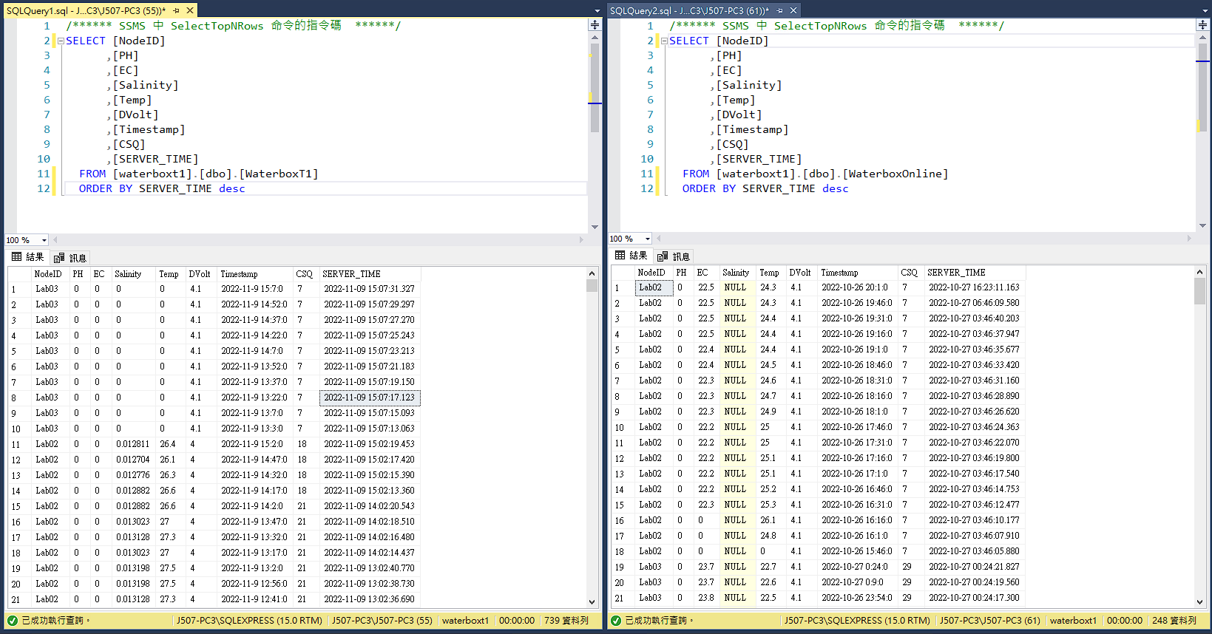 SQLQuery1.sql - J...C3\J507-PC3 (55))*
1 /****** SSMS 中 SelectTopNRows 命令的指令碼 ******/
2 SELECT [NodeID]
3 ,[PH]
4 ,[EC]
5 ,[Salinity]
6 ,[Temp]
7 ,[DVolt]
8 ,[Timestamp]
9 ,[CSQ]
10 ,[SERVER_TIME]
11 FROM [waterboxt1].[dbo].[WaterboxT1]
12 ORDER BY SERVER_TIME desc
100 %
結果 訊息
NodeID PH EC Salinity Temp DVolt Timestamp CSQ SERVER_TIME
1 Lab03 0 0 0 0 4.1 2022-11-9 15:7:0 7 2022-11-09 15:07:31.327
2 Lab03 0 0 0 0 4.1 2022-11-9 14:52:0 7 2022-11-09 15:07:29.297
3 Lab03 0 0 0 0 4.1 2022-11-9 14:37:0 7 2022-11-09 15:07:27.270
4 Lab03 0 0 0 0 4.1 2022-11-9 14:22:0 7 2022-11-09 15:07:25.243
5 Lab03 0 0 0 0 4.1 2022-11-9 14:7:0 7 2022-11-09 15:07:23.213
6 Lab03 0 0 0 0 4.1 2022-11-9 13:52:0 7 2022-11-09 15:07:21.183
7 Lab03 0 0 0 0 4.1 2022-11-9 13:37:0 7 2022-11-09 15:07:19.150
8 Lab03 0 0 0 0 4.1 2022-11-9 13:22:0 7 2022-11-09 15:07:17.123
9 Lab03 0 0 0 0 4.1 2022-11-9 13:7:0 7 2022-11-09 15:07:15.093
10 Lab03 0 0 0 0 4.1 2022-11-9 13:3:0 7 2022-11-09 15:07:13.063
11 Lab02 0 0 0.012811 26.4 4 2022-11-9 15:2:0 18 2022-11-09 15:02:19.453
12 Lab02 0 0 0.012704 26.1 4 2022-11-9 14:47:0 18 2022-11-09 15:02:17.420
13 Lab02 0 0 0.012776 26.3 4 2022-11-9 14:32:0 18 2022-11-09 15:02:15.390
14 Lab02 0 0 0.012882 26.6 4 2022-11-9 14:17:0 18 2022-11-09 15:02:13.360
15 Lab02 0 0 0.012882 26.6 4 2022-11-9 14:2:0 21 2022-11-09 14:02:20.543
16 Lab02 0 0 0.013023 27 4 2022-11-9 13:47:0 21 2022-11-09 14:02:18.510
17 Lab02 0 0 0.013128 27.3 4 2022-11-9 13:32:0 21 2022-11-09 14:02:16.480
18 Lab02 0 0 0.013023 27 4 2022-11-9 13:17:0 21 2022-11-09 14:02:14.437
19 Lab02 0 0 0.013198 27.5 4 2022-11-9 13:2:0 21 2022-11-09 13:02:40.770
20 Lab02 0 0 0.013198 27.5 4 2022-11-9 12:56:0 21 2022-11-09 13:02:38.730
21 Lab02 0 0 0.013128 27.3 4 2022-11-9 12:41:0 21 2022-11-09 13:02:36.690
已成功執行查詢。 J507-PC3\SQLEXPRESS (15.0 RTM) J507-PC3\J507-PC3 (55) waterboxt1 00:00:00 739 資料列
SQLQuery2.sql - J...C3\J507-PC3 (61))*
1 /****** SSMS 中 SelectTopNRows 命令的指令碼 ******/
2 SELECT [NodeID]
3 ,[PH]
4 ,[EC]
5 ,[Salinity]
6 ,[Temp]
7 ,[DVolt]
8 ,[Timestamp]
9 ,[CSQ]
10 ,[SERVER_TIME]
11 FROM [waterboxt1].[dbo].[WaterboxOnline]
12 ORDER BY SERVER_TIME desc
100 %
結果 訊息
NodeID PH EC Salinity Temp DVolt Timestamp CSQ SERVER_TIME
1 Lab02 0 22.5 NULL 24.3 4.1 2022-10-26 20:1:0 7 2022-10-27 16:23:11.163
2 Lab02 0 22.5 NULL 24.3 4.1 2022-10-26 19:46:0 7 2022-10-27 06:46:09.580
3 Lab02 0 22.5 NULL 24.4 4.1 2022-10-26 19:31:0 7 2022-10-27 03:46:40.203
4 Lab02 0 22.5 NULL 24.4 4.1 2022-10-26 19:16:0 7 2022-10-27 03:46:37.947
5 Lab02 0 22.4 NULL 24.4 4.1 2022-10-26 19:1:0 7 2022-10-27 03:46:35.677
6 Lab02 0 22.4 NULL 24.5 4.1 2022-10-26 18:46:0 7 2022-10-27 03:46:33.420
7 Lab02 0 22.3 NULL 24.6 4.1 2022-10-26 18:31:0 7 2022-10-27 03:46:31.160
8 Lab02 0 22.3 NULL 24.7 4.1 2022-10-26 18:16:0 7 2022-10-27 03:46:28.890
9 Lab02 0 22.3 NULL 24.9 4.1 2022-10-26 18:1:0 7 2022-10-27 03:46:26.620
10 Lab02 0 22.2 NULL 25 4.1 2022-10-26 17:46:0 7 2022-10-27 03:46:24.363
11 Lab02 0 22.2 NULL 25 4.1 2022-10-26 17:31:0 7 2022-10-27 03:46:22.070
12 Lab02 0 22.2 NULL 25.1 4.1 2022-10-26 17:16:0 7 2022-10-27 03:46:19.800
13 Lab02 0 22.2 NULL 25.1 4.1 2022-10-26 17:1:0 7 2022-10-27 03:46:17.540
14 Lab02 0 22.2 NULL 25.2 4.1 2022-10-26 16:46:0 7 2022-10-27 03:46:14.753
15 Lab02 0 22.3 NULL 25.3 4.1 2022-10-26 16:31:0 7 2022-10-27 03:46:12.477
16 Lab02 0 0 NULL 26.1 4.1 2022-10-26 16:16:0 7 2022-10-27 03:46:10.177
17 Lab02 0 0 NULL 24.8 4.1 2022-10-26 16:1:0 7 2022-10-27 03:46:07.910
18 Lab02 0 0 NULL 0 4.1 2022-10-26 15:46:0 7 2022-10-27 03:46:05.880
19 Lab03 0 23.7 NULL 22.7 4.1 2022-10-27 0:24:0 29 2022-10-27 00:24:21.827
20 Lab03 0 23.7 NULL 22.6 4.1 2022-10-27 0:9:0 29 2022-10-27 00:24:19.560
21 Lab03 0 23.8 NULL 22.5 4.1 2022-10-26 23:54:0 29 2022-10-27 00:24:17.300
已成功執行查詢。 J507-PC3\SQLEXPRESS (15.0 RTM) J507-PC3\J507-PC3 (61) waterboxt1 00:00:00 248 資料列